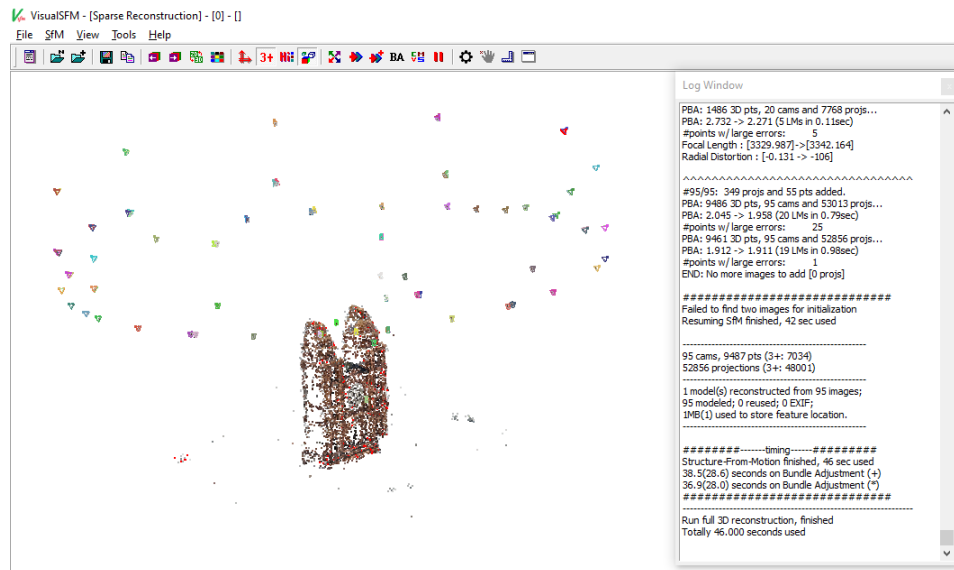 VisualSFM - [Sparse Reconstruction] - [0] - []
File SfM View Tools Help
3+ BA
Log Window
PBA: 1486 3D pts, 20 cams and 7768 projs...
PBA: 2.732 -> 2.271 (5 LMs in 0.11sec)
#points w/ large errors: 5
Focal Length : [3329.987]->[3342.164]
Radial Distortion : [-0.131 -> -106]
^^^^^^^^^^^^^^^^^^^^^^^^^^^^^^^^
#95/95: 349 projs and 55 pts added.
PBA: 9486 3D pts, 95 cams and 53013 projs...
PBA: 2.045 -> 1.958 (20 LMs in 0.79sec)
#points w/ large errors: 25
PBA: 9461 3D pts, 95 cams and 52856 projs...
PBA: 1.912 -> 1.911 (19 LMs in 0.98sec)
#points w/ large errors: 1
END: No more images to add [0 projs]
#############################
Failed to find two images for initialization
Resuming SfM finished, 42 sec used
---------------------------------------------------
95 cams, 9487 pts (3+: 7034)
52856 projections (3+: 48001)
---------------------------------------------------
1 model(s) reconstructed from 95 images;
95 modeled; 0 reused; 0 EXIF;
1MB(1) used to store feature location.
---------------------------------------------------
########-------timing------#########
Structure-From-Motion finished, 46 sec used
38.5(28.6) seconds on Bundle Adjustment (+)
36.9(28.0) seconds on Bundle Adjustment (*)
#############################
----------------------------------------------------------------
Run full 3D reconstruction, finished
Totally 46.000 seconds used